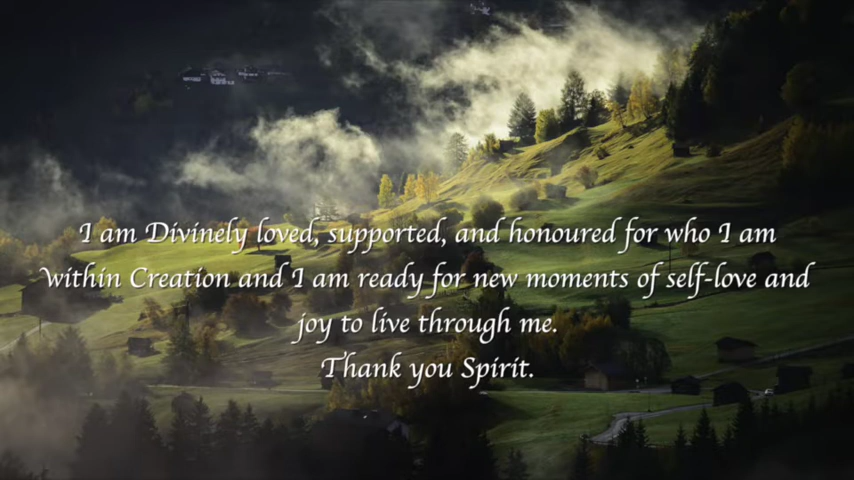 I am Divinely loved, supported, and honoured for who I am
within Creation and I am ready for new moments of self-love and
joy to live through me.
Thank you Spirit.